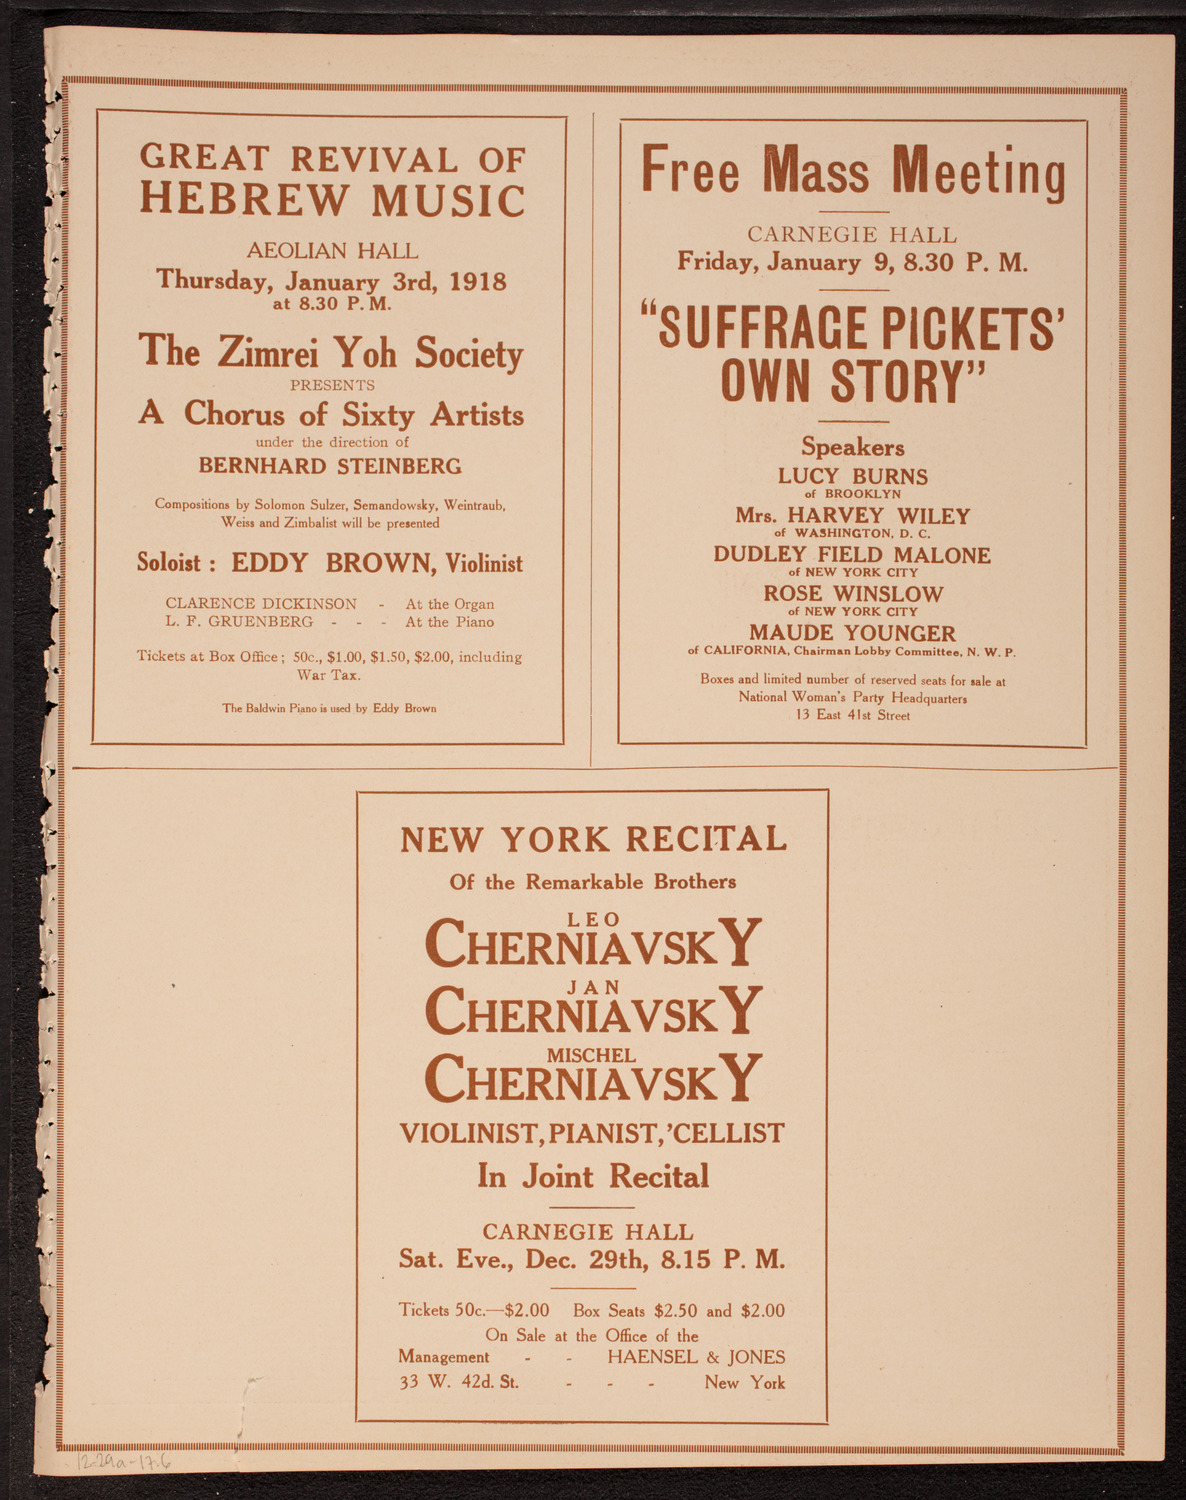 GREAT REVIVAL OF
HEBREW MUSIC
AEOLIAN HALL
Thursday, January 3rd, 1918
at 8.30 P. M.
The Zimrei Yoh Society
PRESENTS
A Chorus of Sixty Artists
under the direction of
BERNHARD STEINBERG
Compositions by Solomon Sulzer, Semandowsky, Weintraub,
Weiss and Zimbalist will be presented
Soloist : EDDY BROWN, Violinist
CLARENCE DICKINSON - At the Organ
L. F. GRUENBERG - - - At the Piano
Tickets at Box Office ; 50c., $1.00, $1.50, $2.00, including
War Tax.
The Baldwin Piano is used by Eddy Brown
Free Mass Meeting
CARNEGIE HALL
Friday, January 9, 8.30 P. M.
“SUFFRAGE PICKETS’
OWN STORY”
Speakers
LUCY BURNS
of BROOKLYN
Mrs. HARVEY WILEY
of WASHINGTON, D. C.
DUDLEY FIELD MALONE
of NEW YORK CITY
ROSE WINSLOW
of NEW YORK CITY
MAUDE YOUNGER
of CALIFORNIA, Chairman Lobby Committee, N. W. P.
Boxes and limited number of reserved seats for sale at
National Woman's Party Headquarters
13 East 41st Street
NEW YORK RECITAL
Of the Remarkable Brothers
LEO
CHERNIAVSKY
JAN
CHERNIAVSKY
MISCHEL
CHERNIAVSKY
VIOLINIST, PIANIST, 'CELLIST
In Joint Recital
CARNEGIE HALL
Sat. Eve., Dec. 29th, 8.15 P. M.
Tickets 50c.—$2.00 Box Seats $2.50 and $2.00
On Sale at the Office of the
Management - - HAENSEL & JONES
33 W. 42d. St. - - - New York
12-29a-17-6